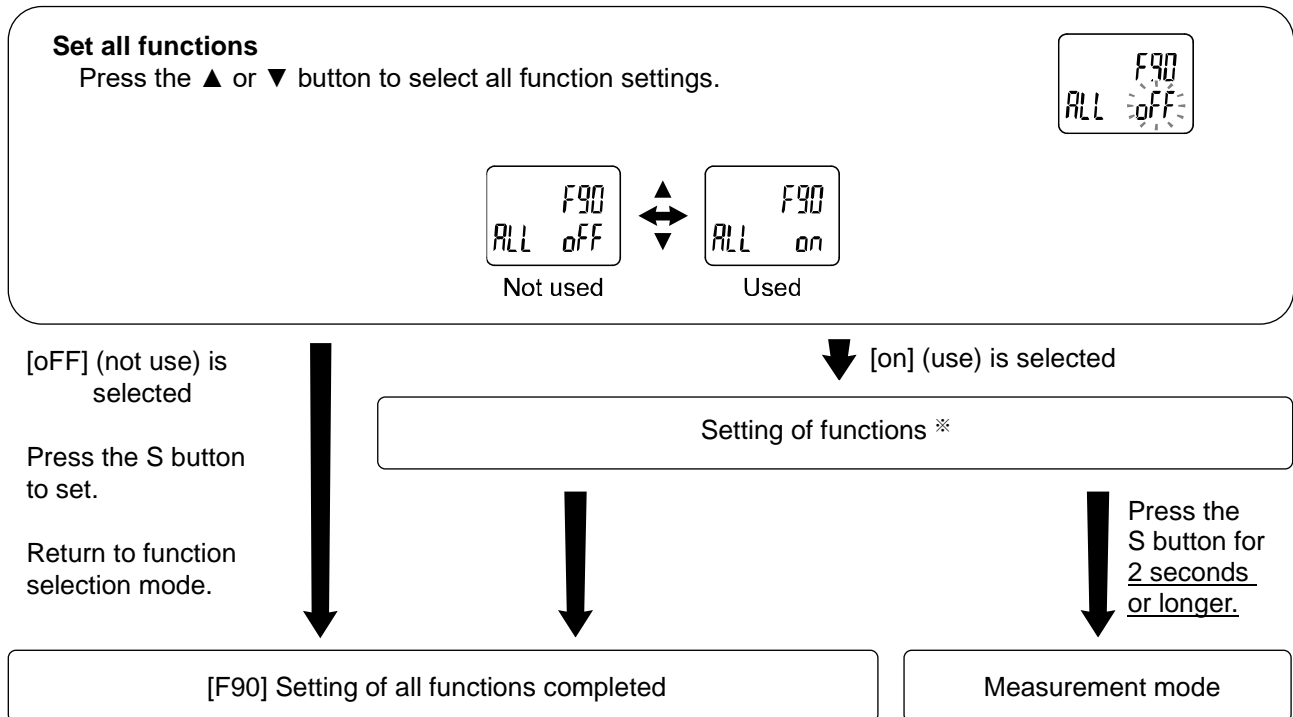 Set all functions
Press the ▲ or ▼ button to select all function settings.
F90
ALL oFF
F90
ALL oFF
▲
▼
F90
ALL on
Not used
Used
[oFF] (not use) is
selected
[on] (use) is selected
Setting of functions ※
Press the S button
to set.
Return to function
selection mode.
Press the
S button for
2 seconds
or longer.
[F90] Setting of all functions completed
Measurement mode